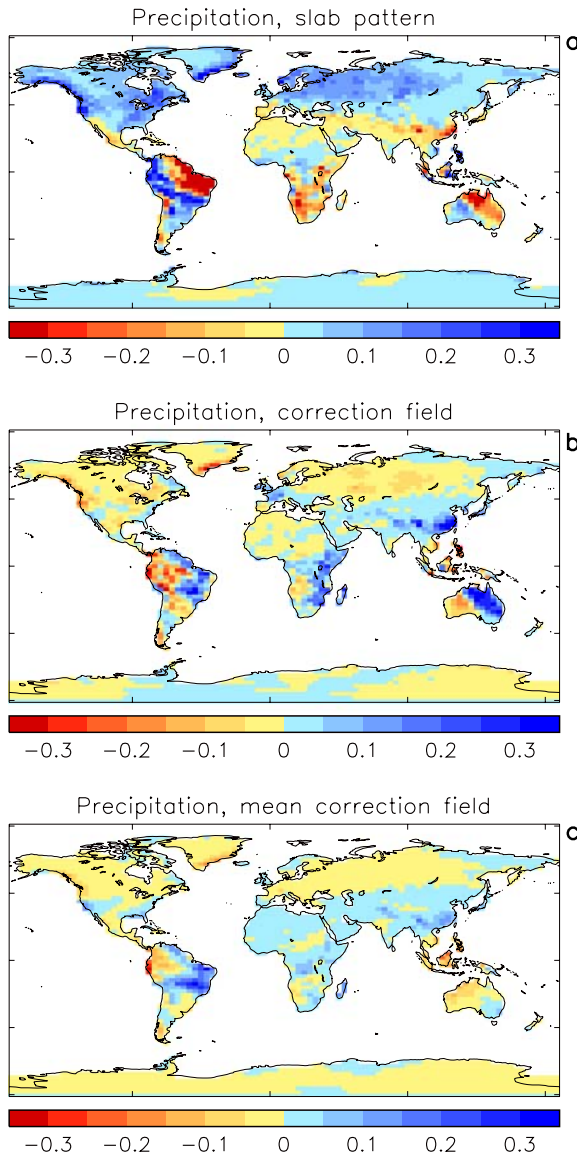 Precipitation, slab pattern
a
−0.3 −0.2 −0.1 0 0.1 0.2 0.3
Precipitation, correction field
b
−0.3 −0.2 −0.1 0 0.1 0.2 0.3
Precipitation, mean correction field
−0.3 −0.2 −0.1 0 0.1 0.2 0.3